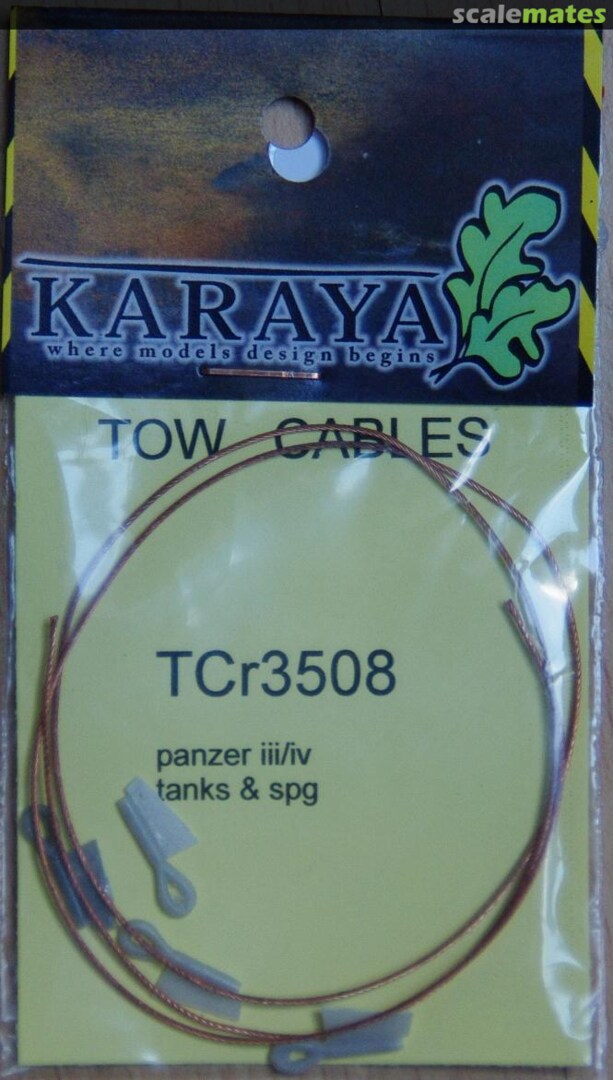 scalemates
KARAYA
where models design begins
TOW CABLES
TCr3508
panzer iii/iv
tanks & spg